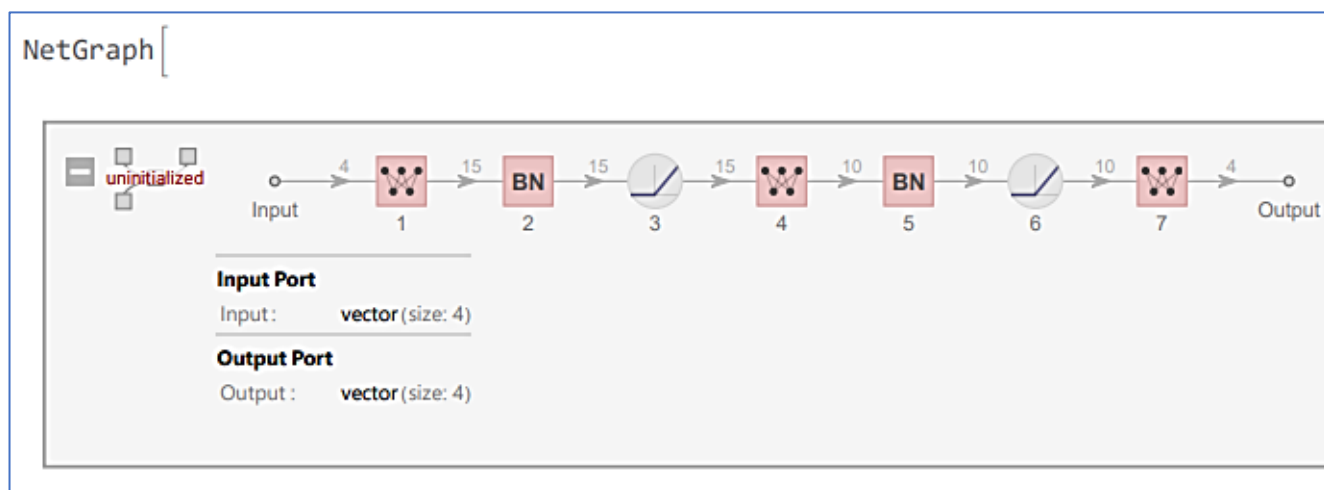 NetGraph[
uninitialized
4 15 BN 15 15 10 BN 10 10 4
Input 1 2 3 4 5 6 7 Output
Input Port
Input: vector (size: 4)
Output Port
Output: vector (size: 4)